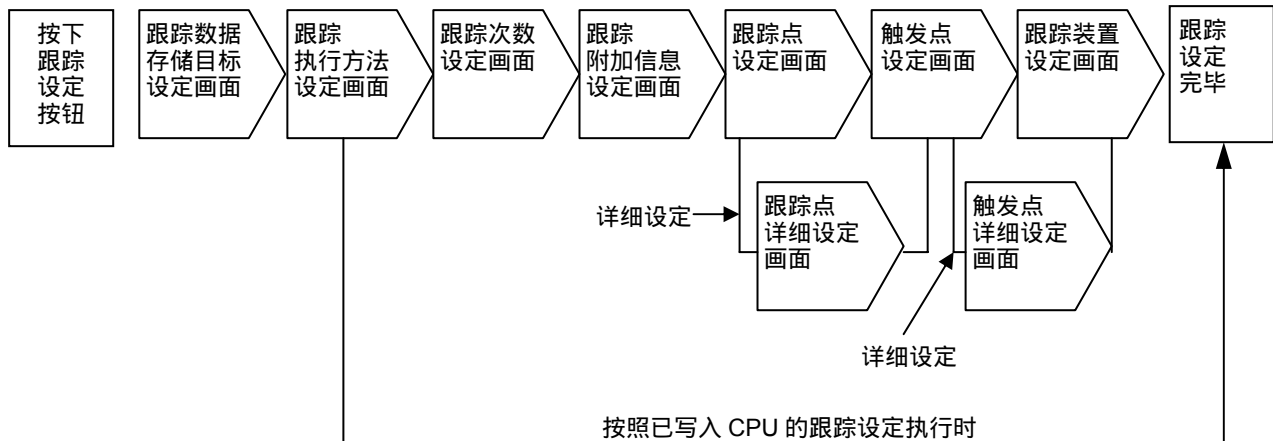 按下
跟踪
设定
按钮
跟踪数据
存储目标
设定画面
跟踪
执行方法
设定画面
跟踪次数
设定画面
跟踪
附加信息
设定画面
跟踪点
设定画面
触发点
设定画面
跟踪装置
设定画面
跟踪
设定
完毕
详细设定
跟踪点
详细设定
画面
触发点
详细设定
画面
详细设定
按照已写入 CPU 的跟踪设定执行时